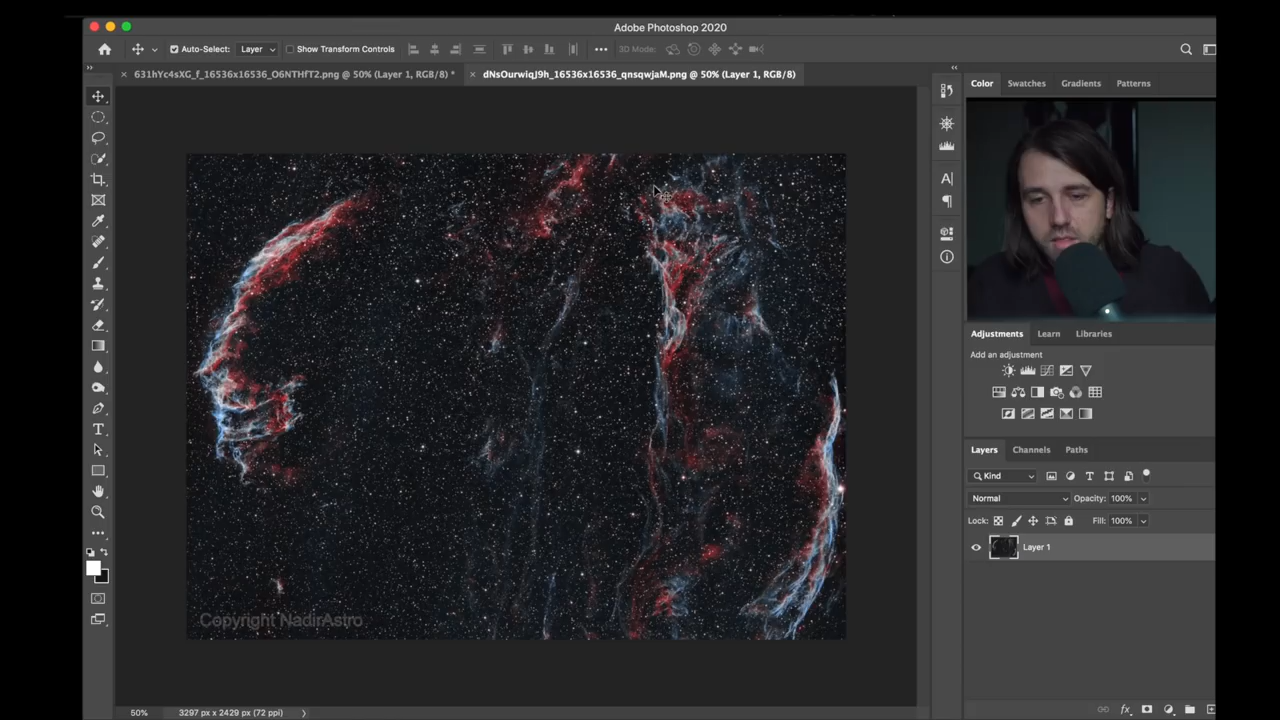 Adobe Photoshop 2020
Auto-Select: Layer Show Transform Controls 3D Mode:
631hYc4sXG_f_16536x16536_O6NTHfT2.png @ 50% (Layer 1, RGB/8) *
dNsOurwiqJ9h_16536x16536_qnsqwjaM.png @ 50% (Layer 1, RGB/8)
Color Swatches Gradients Patterns
Adjustments Learn Libraries
Add an adjustment
Layers Channels Paths
Kind
Normal Opacity: 100%
Lock: Fill: 100%
Layer 1
Copyright NadirAstro
50% 3297 px x 2429 px (72 ppi)